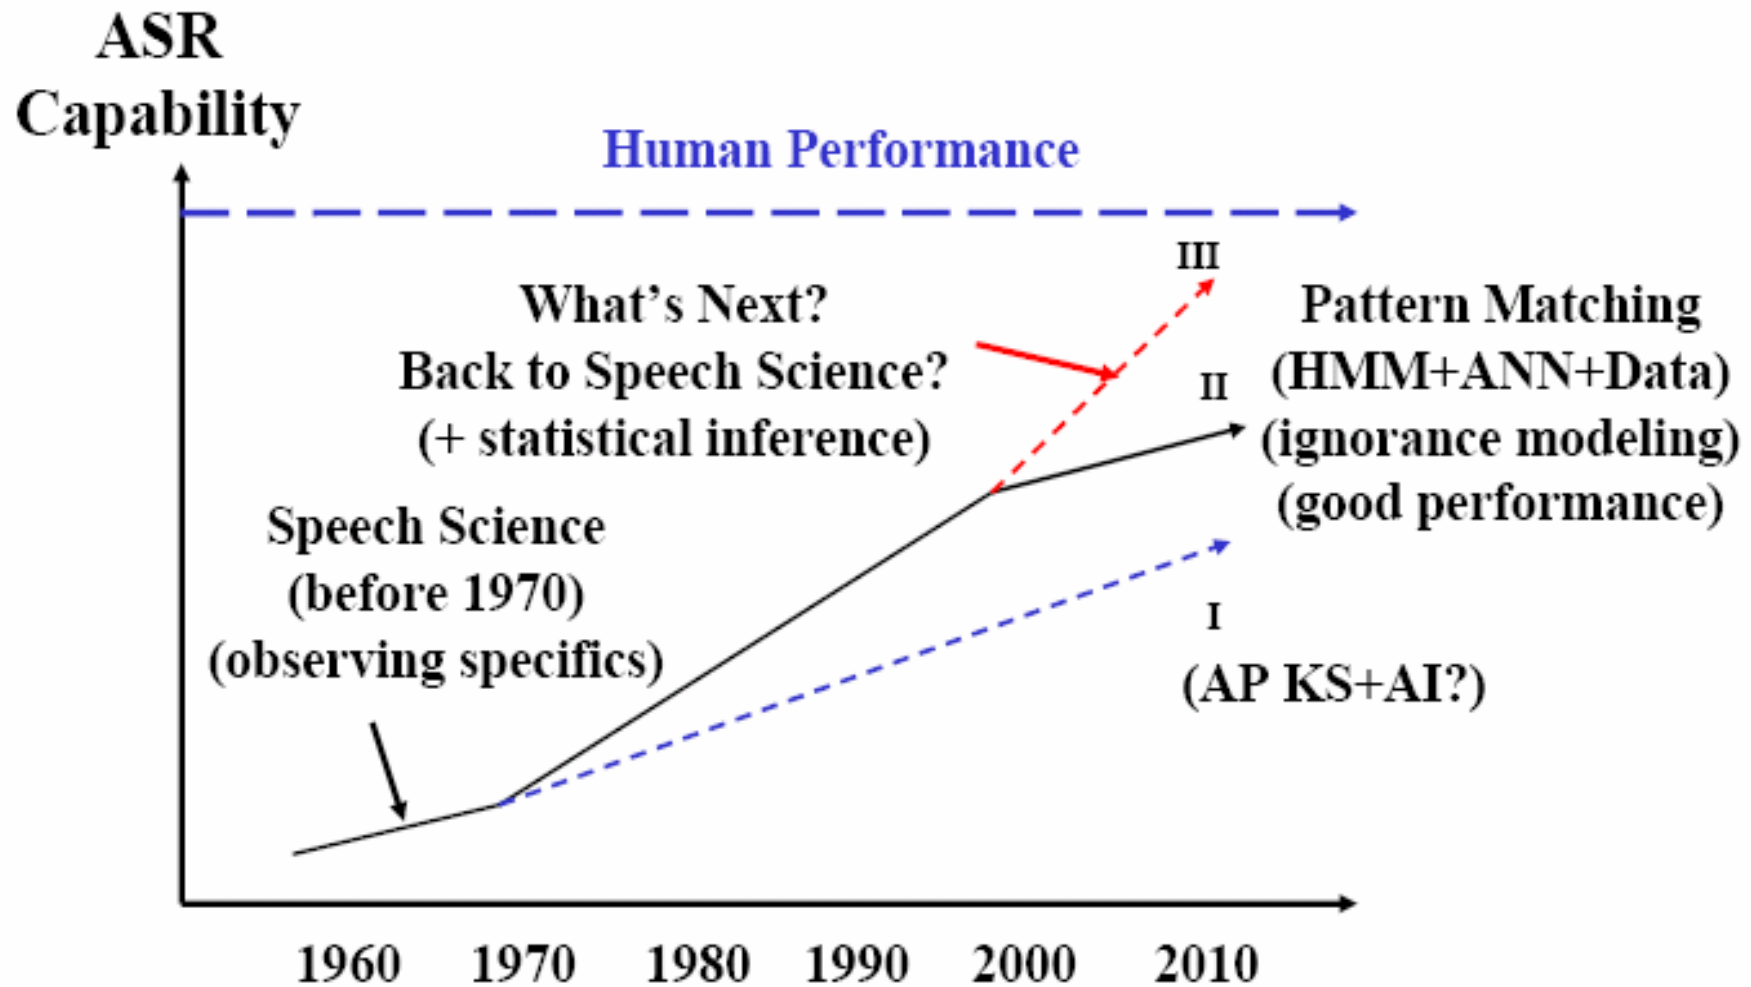 ASR
Capability
Human Performance
III
What's Next?
Back to Speech Science?
(+ statistical inference)
Pattern Matching
(HMM+ANN+Data)
(ignorance modeling)
(good performance)
II
Speech Science
(before 1970)
(observing specifics)
I
(AP KS+AI?)
1960 1970 1980 1990 2000 2010